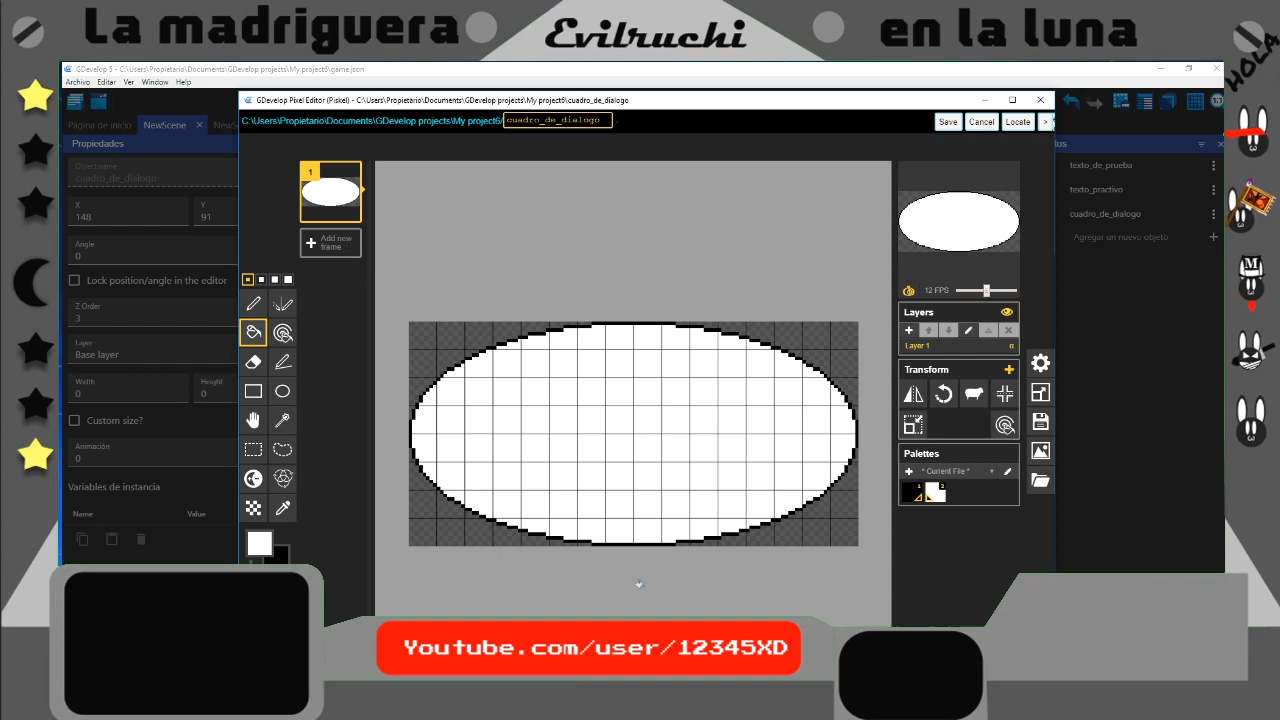 La madriguera
Evilruchi
en la luna
HOLA
GDevelop 5 - C:\Users\Propietario\Documents\GDevelop projects\My project6\game.json
Archivo Editar Ver Window Help
GDevelop Pixel Editor (Piskel) - C:\Users\Propietario\Documents\GDevelop projects\My project6\cuadro_de_dialogo
C:\Users\Propietario\Documents\GDevelop projects\My project6/ cuadro_de_dialogo
Save Cancel Locate >
Página de inicio NewScene
Propiedades
Object name
cuadro_de_dialogo
X Y
148 91
Angle
0
Lock position/angle in the editor
Z Order
3
Layer
Base layer
Width Height
0 0
Custom size?
Animación
0
Variables de instancia
Name Value
1
Add new
frame
12 FPS
Layers
Layer 1 α
Transform
Palettes
* Current File *
1 2
texto_de_prueba
texto_practivo
cuadro_de_dialogo
Agregar un nuevo objeto
M
Youtube.com/user/12345XD